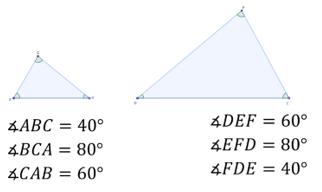 ∡ABC = 40°
∡BCA = 80°
∡CAB = 60°
∡DEF = 60°
∡EFD = 80°
∡FDE = 40°